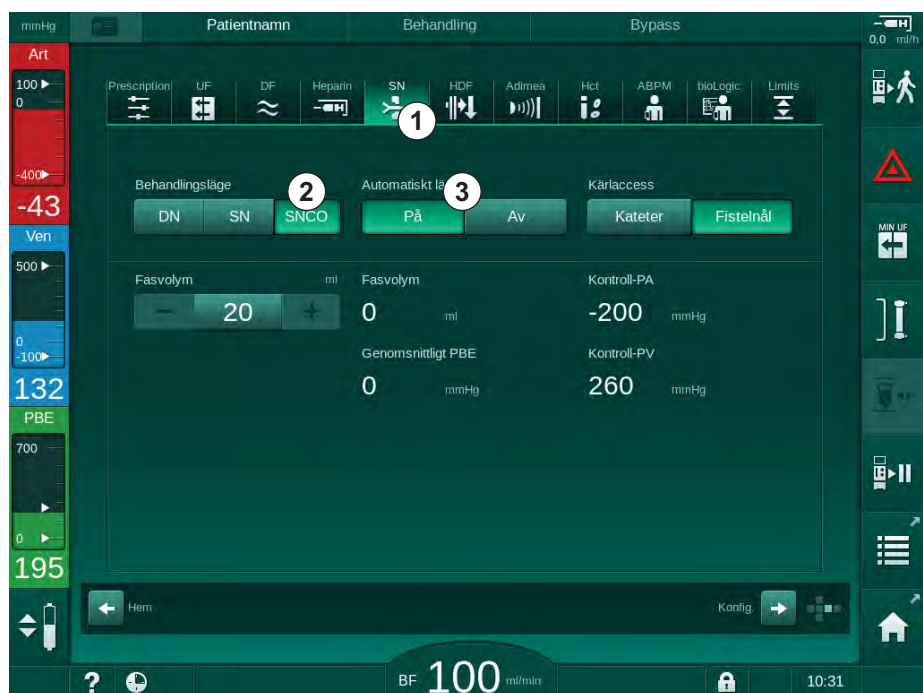 mmHg
Patientnamn
Behandling
Bypass
0,0 ml/h
Art
100
0
-400
-43
Ven
500
0
-100
132
PBE
700
0
195
Prescription
UF
DF
Heparin
SN
HDF
Adimea
Hct
ABPM
bioLogic
Limits
1
Behandlingsläge
2
DN
SN
SNCO
Automatiskt lä
3
På
Av
Kärlaccess
Kateter
Fistelnål
Fasvolym ml
- 20 +
Fasvolym
0 ml
Genomsnittligt PBE
0 mmHg
Kontroll-PA
-200 mmHg
Kontroll-PV
260 mmHg
MIN UF
Hem
Konfig.
?
BF 100 ml/min
10:31